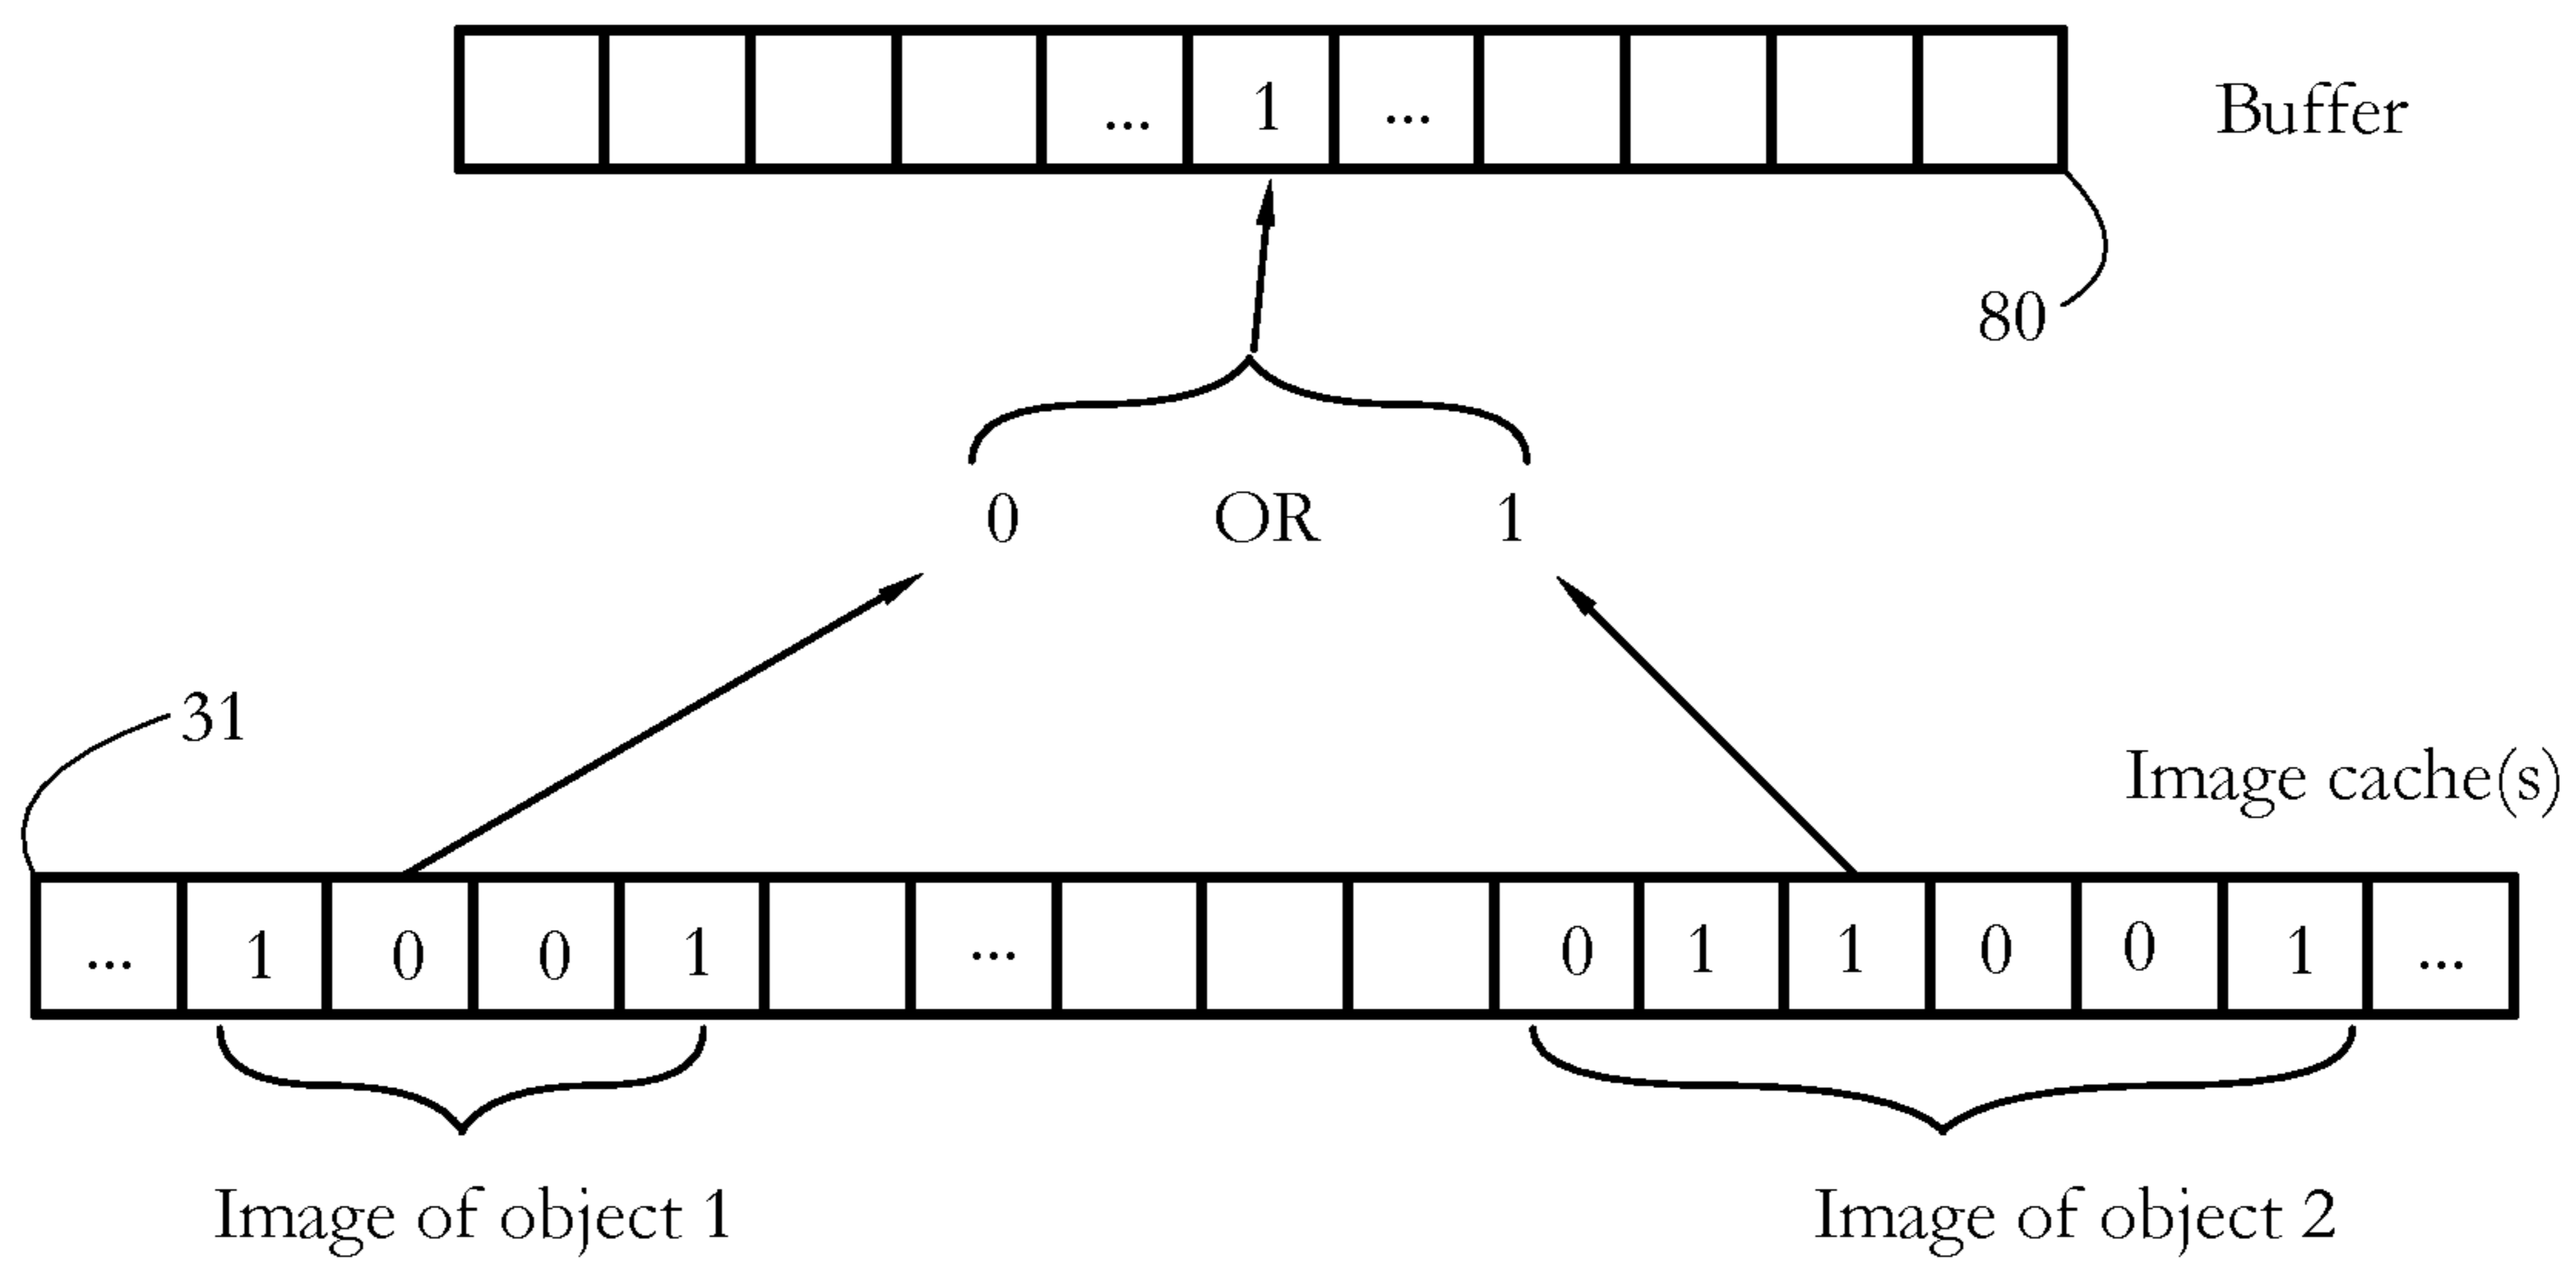 ... 1 ... Buffer
80
0 OR 1
31
Image cache(s)
... 1 0 0 1 ... 0 1 1 0 0 1 ...
Image of object 1 Image of object 2